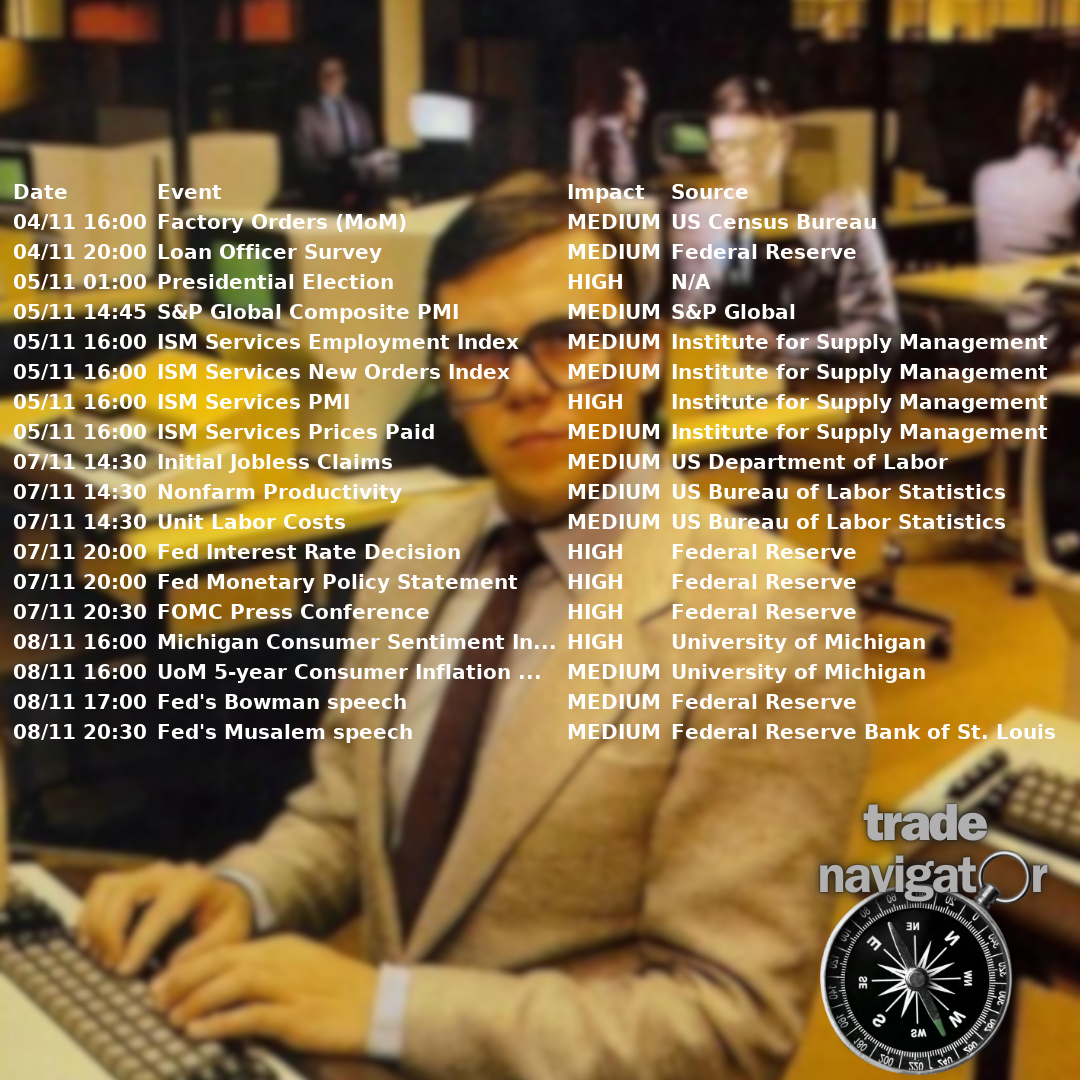 Date Event Impact Source
04/11 16:00 Factory Orders (MoM) MEDIUM US Census Bureau
04/11 20:00 Loan Officer Survey MEDIUM Federal Reserve
05/11 01:00 Presidential Election HIGH N/A
05/11 14:45 S&P Global Composite PMI MEDIUM S&P Global
05/11 16:00 ISM Services Employment Index MEDIUM Institute for Supply Management
05/11 16:00 ISM Services New Orders Index MEDIUM Institute for Supply Management
05/11 16:00 ISM Services PMI HIGH Institute for Supply Management
05/11 16:00 ISM Services Prices Paid MEDIUM Institute for Supply Management
07/11 14:30 Initial Jobless Claims MEDIUM US Department of Labor
07/11 14:30 Nonfarm Productivity MEDIUM US Bureau of Labor Statistics
07/11 14:30 Unit Labor Costs MEDIUM US Bureau of Labor Statistics
07/11 20:00 Fed Interest Rate Decision HIGH Federal Reserve
07/11 20:00 Fed Monetary Policy Statement HIGH Federal Reserve
07/11 20:30 FOMC Press Conference HIGH Federal Reserve
08/11 16:00 Michigan Consumer Sentiment In... HIGH University of Michigan
08/11 16:00 UoM 5-year Consumer Inflation ... MEDIUM University of Michigan
08/11 17:00 Fed's Bowman speech MEDIUM Federal Reserve
08/11 20:30 Fed's Musalem speech MEDIUM Federal Reserve Bank of St. Louis
trade
navigator
NE
N
WN
W
WS
S
SE
E